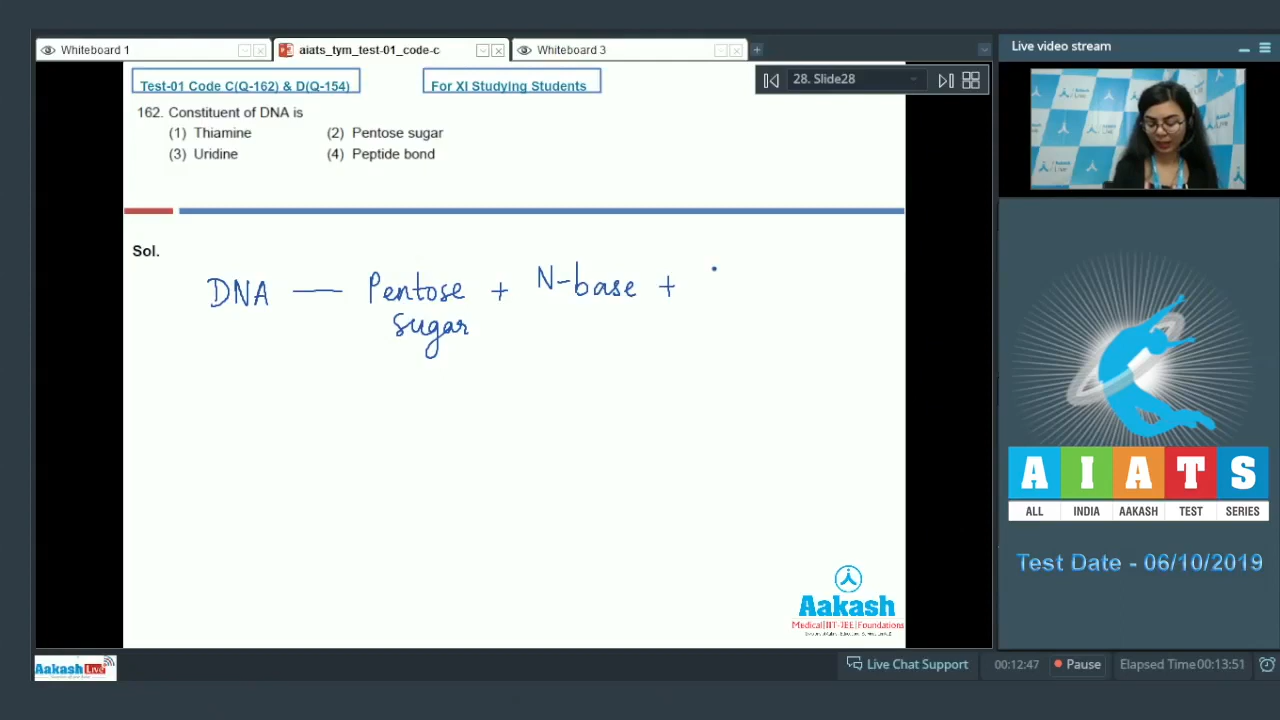 Whiteboard 1
aiats_tym_test-01_code-c
Whiteboard 3
Live video stream
Test-01 Code C(Q-162) & D(Q-154)
For XI Studying Students
28. Slide28
162. Constituent of DNA is
(1) Thiamine (2) Pentose sugar
(3) Uridine (4) Peptide bond
Sol.
DNA — Pentose + N-base +
sugar
A I A T S
ALL INDIA AAKASH TEST SERIES
Test Date - 06/10/2019
Aakash
Medical|IIT-JEE|Foundations
Aakash Live
Live Chat Support
00:12:47
Pause
Elapsed Time 00:13:51